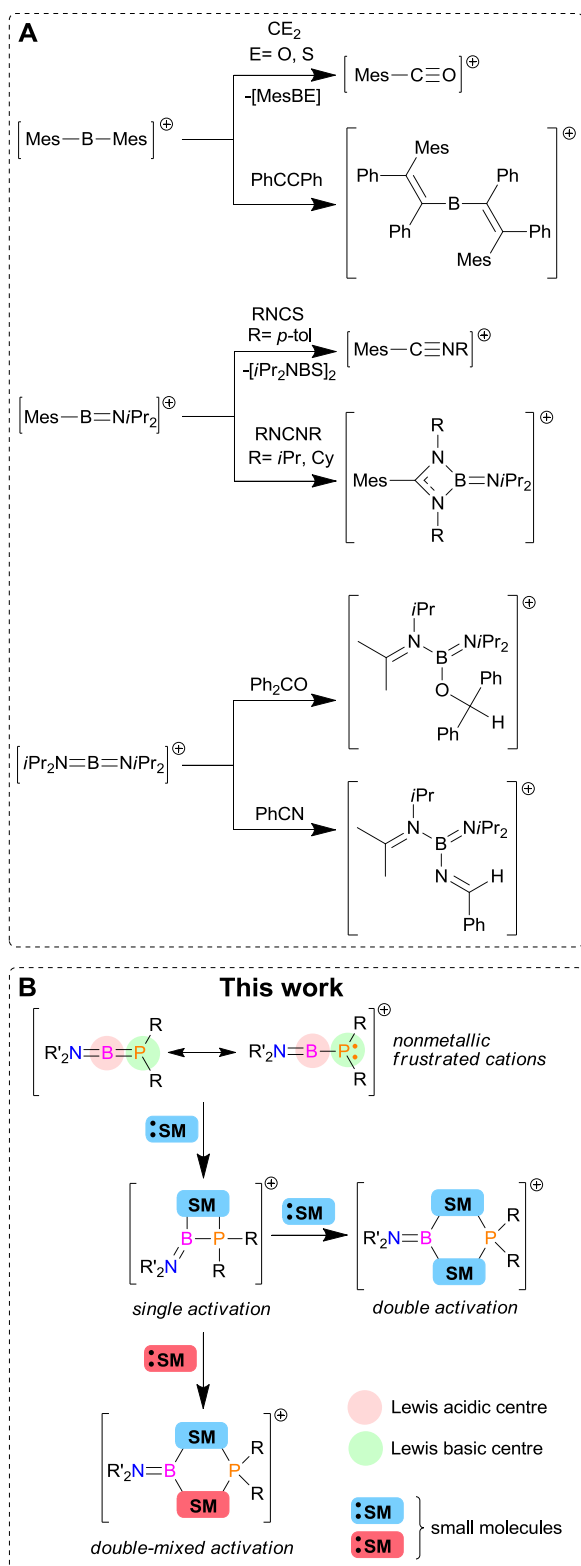 A
CE2
E= O, S
-[MesBE]
[Mes—B—Mes]⊕
[Mes—C≡O]⊕
PhCCPh
Mes
Ph
Ph
B
Ph
Ph
Mes
⊕
RNCS
R= p-tol
-[iPr2NBS]2
[Mes—B=NiPr2]⊕
[Mes—C≡NR]⊕
RNCNR
R= iPr, Cy
R
N
Mes
B=NiPr2
N
R
⊕
Ph2CO
[iPr2N=B=NiPr2]⊕
iPr
N
NiPr2
B
O
Ph
H
Ph
⊕
PhCN
iPr
N
NiPr2
B
N
H
Ph
⊕
B This work
R'2N=B=P
R
R
R'2N=B—P
R
R
⊕
nonmetallic
frustrated cations
:SM
SM
B—P—R
R'2N
R
⊕
single activation
:SM
SM
R'2N=B
P
R
R
SM
⊕
double activation
:SM
SM
R'2N=B
P
R
R
SM
⊕
double-mixed activation
Lewis acidic centre
Lewis basic centre
:SM
:SM
small molecules